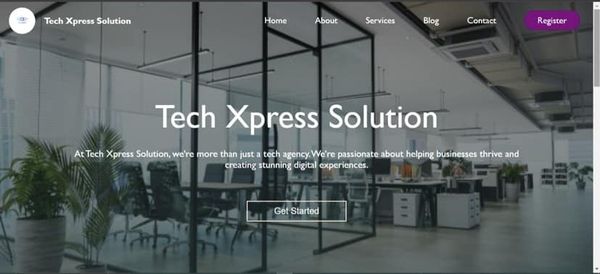 Tech Xpress Solution
Home
About
Services
Blog
Contact
Register
Tech Xpress Solution
At Tech Xpress Solution, we're more than just a tech agency. We're passionate about helping businesses thrive and
creating stunning digital experiences.
Get Started